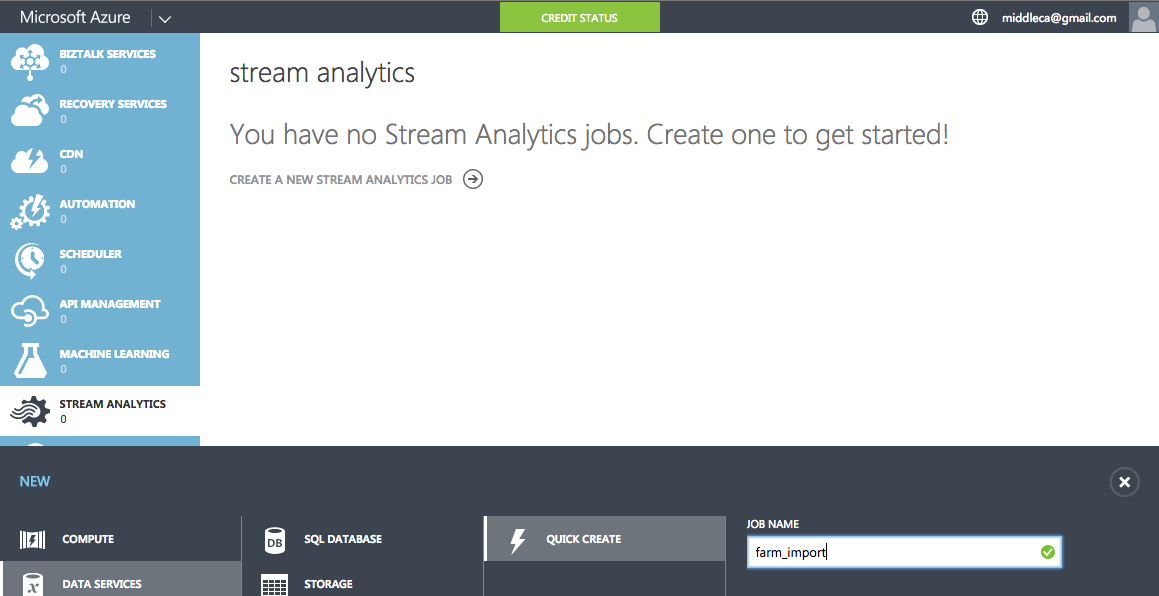 Microsoft Azure
CREDIT STATUS
middleca@gmail.com
BIZTALK SERVICES
0
RECOVERY SERVICES
0
CDN
0
AUTOMATION
0
SCHEDULER
0
API MANAGEMENT
0
MACHINE LEARNING
0
STREAM ANALYTICS
0
stream analytics
You have no Stream Analytics jobs. Create one to get started!
CREATE A NEW STREAM ANALYTICS JOB
NEW
COMPUTE
DATA SERVICES
DB
SQL DATABASE
STORAGE
QUICK CREATE
JOB NAME
farm_import